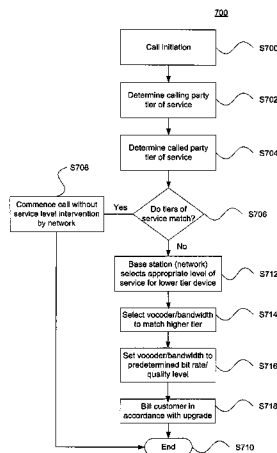 700
Call Initiation
S700
Determine calling party
tier of service
S702
Determine called party
tier of service
S704
S708
Commence call without
service level intervention
by network
Yes
Do tiers of
service match?
S706
No
Base station (network)
selects appropriate level of
service for lower tier device
S712
Select vocoder/bandwidth
to match higher tier
S714
Set vocoder/bandwidth to
predetermined bit rate/
quality level
S716
Bill customer in
accordance with upgrade
S718
End
S710